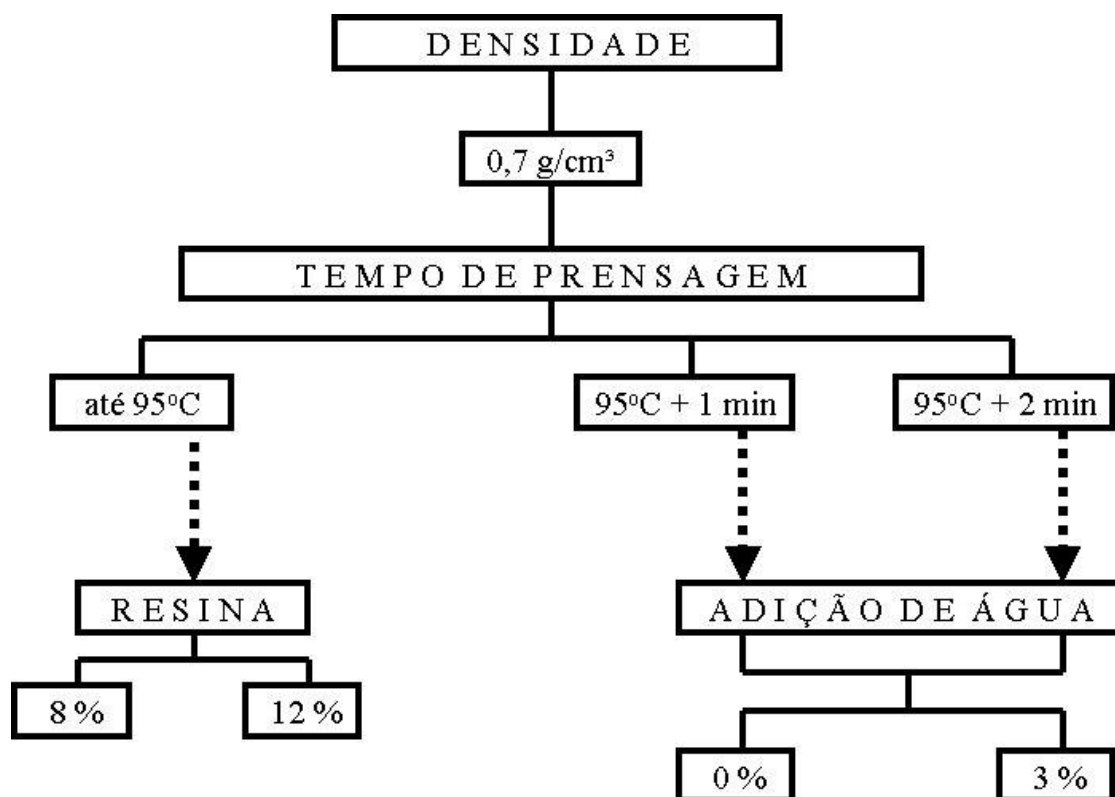 DENSIDADE
0,7 g/cm³
TEMPO DE PRENSAGEM
até 95ºC
95ºC + 1 min
95ºC + 2 min
RESINA
ADIÇÃO DE ÁGUA
8 %
12 %
0 %
3 %